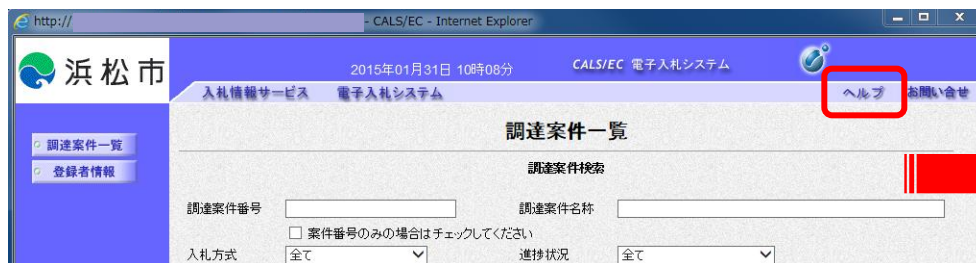 http:// - CALS/EC - Internet Explorer
浜松市
2015年01月31日 10時08分 CALS/EC 電子入札システム
入札情報サービス 電子入札システム ヘルプ お問い合せ
調達案件一覧
登録者情報
調達案件一覧
調達案件検索
調達案件番号 調達案件名称
案件番号のみの場合はチェックしてください
入札方式 全て 進捗状況 全て